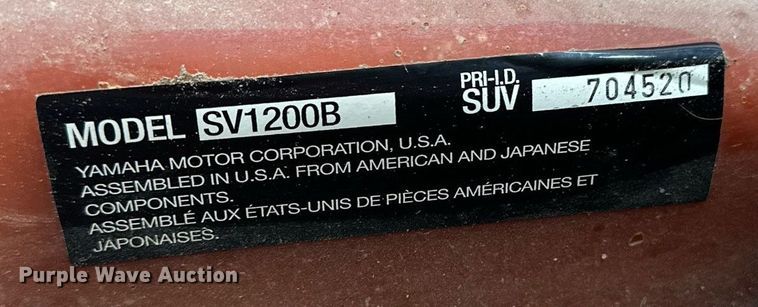 MODEL SV1200B
PRI-I.D.
SUV 704520
YAMAHA MOTOR CORPORATION, U.S.A.
ASSEMBLED IN U.S.A. FROM AMERICAN AND JAPANESE
COMPONENTS.
ASSEMBLÉ AUX ÉTATS-UNIS DE PIÈCES AMÉRICAINES ET
JAPONAISES.
Purple Wave Auction